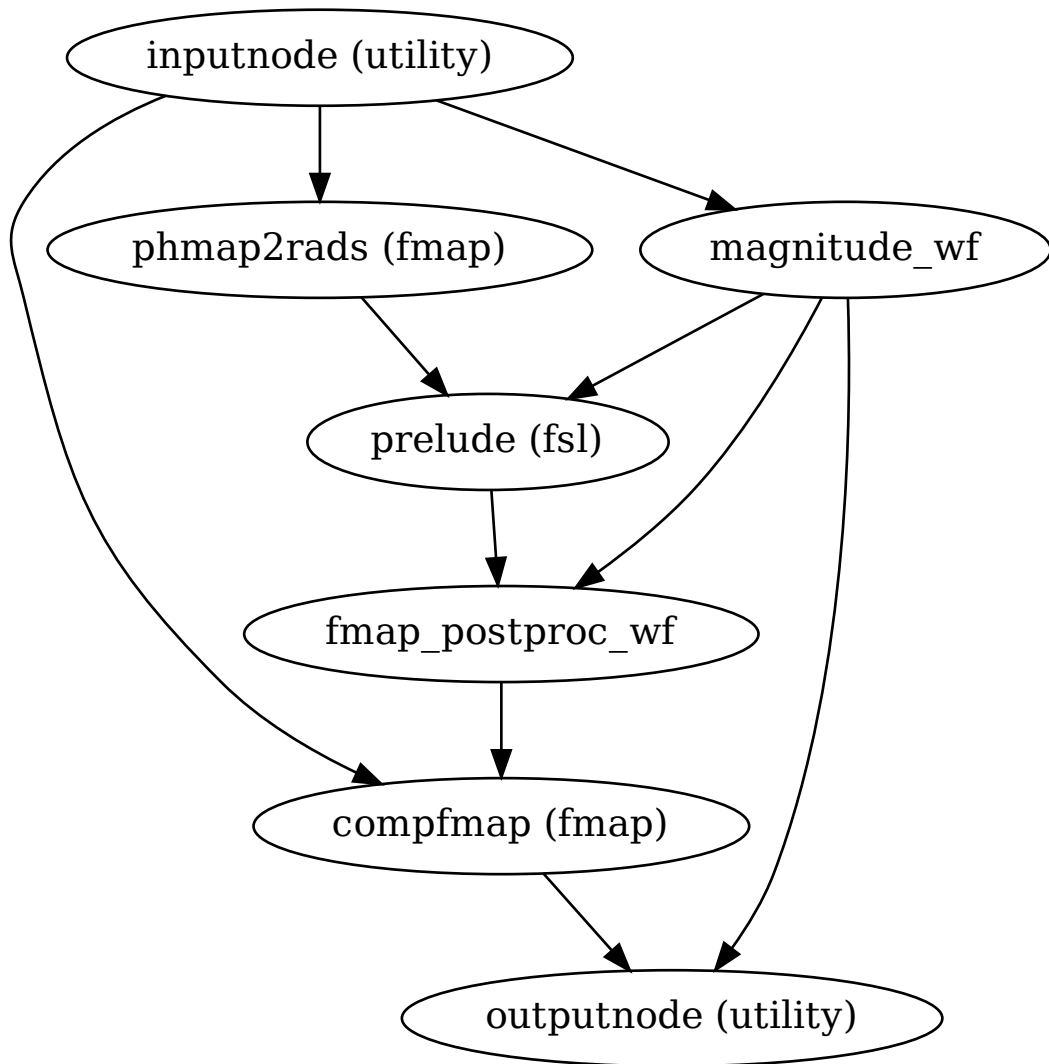 inputnode (utility)
phmap2rads (fmap)
magnitude_wf
prelude (fsl)
fmap_postproc_wf
compfmap (fmap)
outputnode (utility)